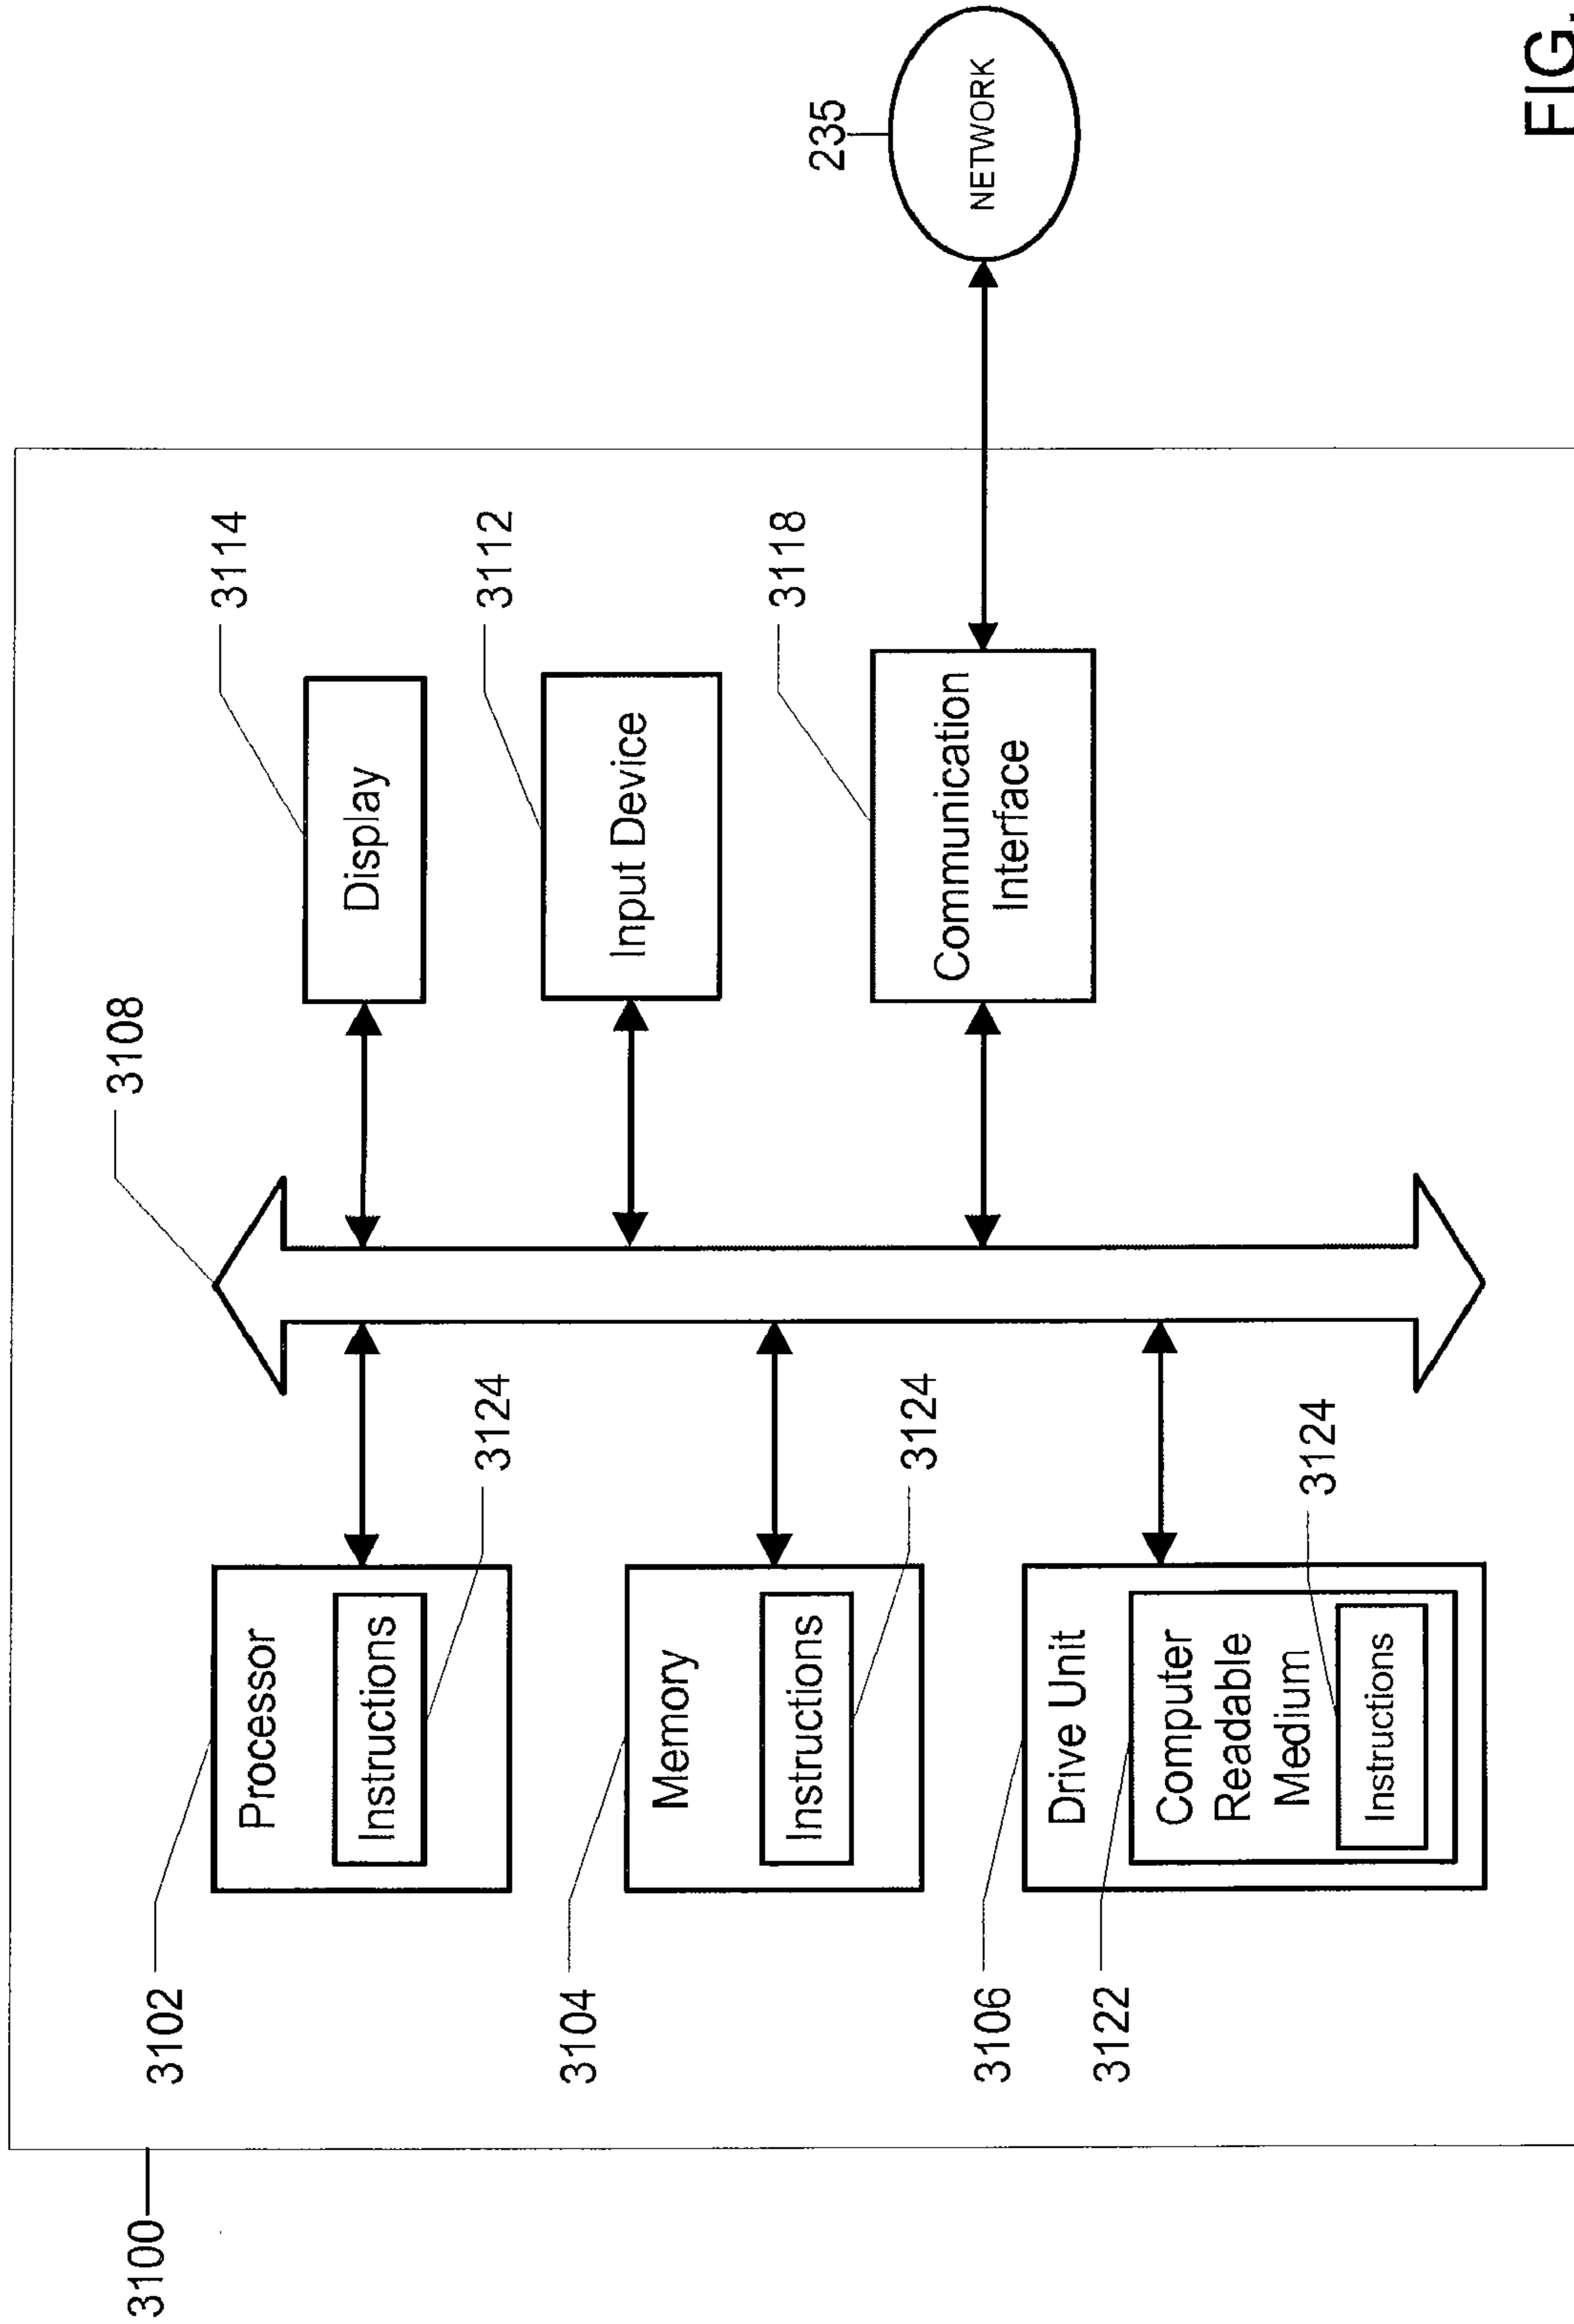 3100
3108
3102
Processor
Instructions
3124
3114
Display
3112
Input Device
3104
Memory
Instructions
3124
3118
Communication
Interface
235
NETWORK
3106
Drive Unit
3122
Computer
Readable
Medium
Instructions
3124
FIG.